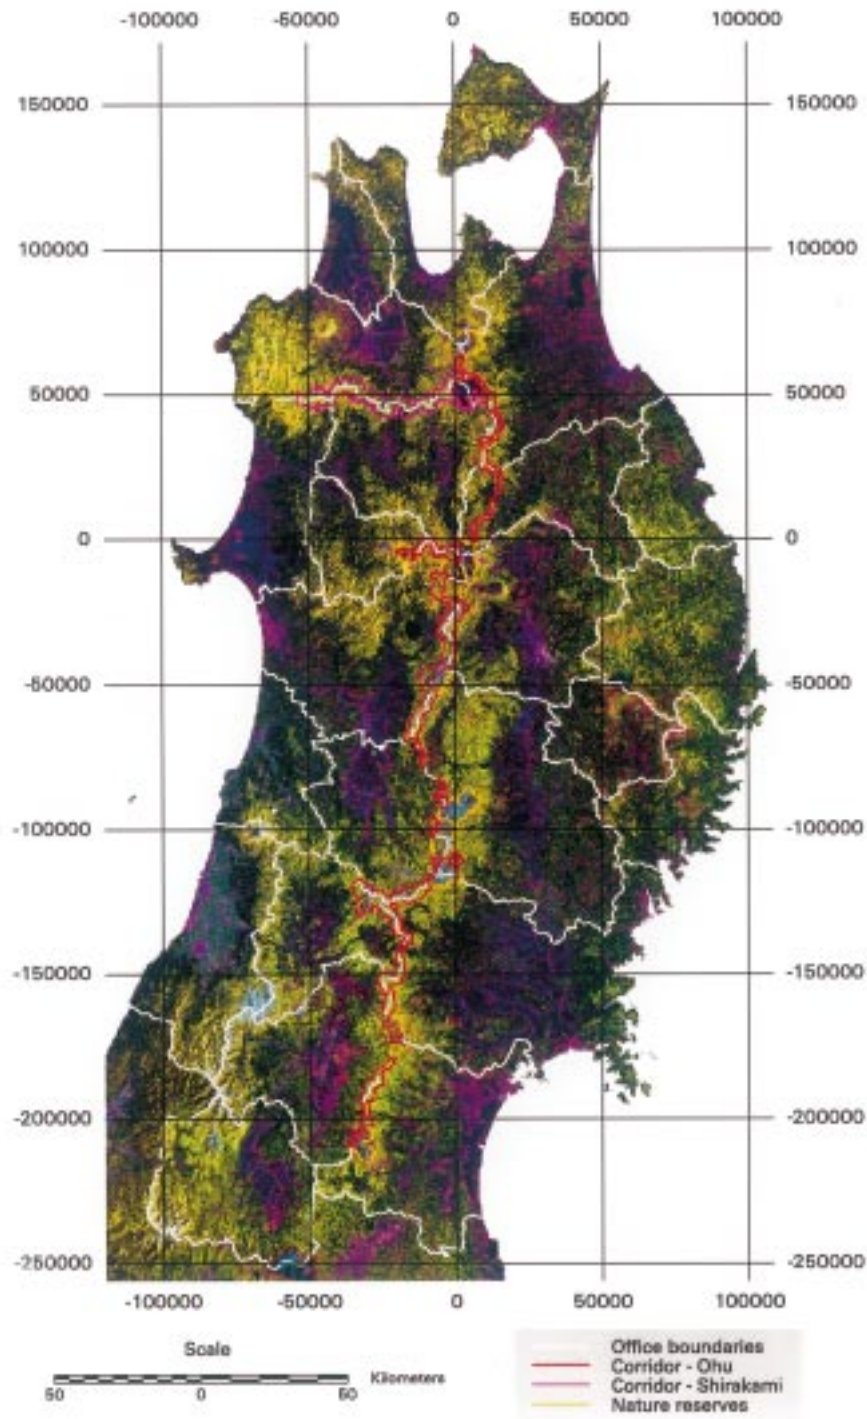 -100000 -50000 0 50000 100000
150000 150000
100000 100000
50000 50000
0 0
-50000 -50000
-100000 -100000
-150000 -150000
-200000 -200000
-250000 -250000
-100000 -50000 0 50000 100000
Scale
Kilometers
50 0 50
Office boundaries
Corridor - Ohu
Corridor - Shirakami
Nature reserves